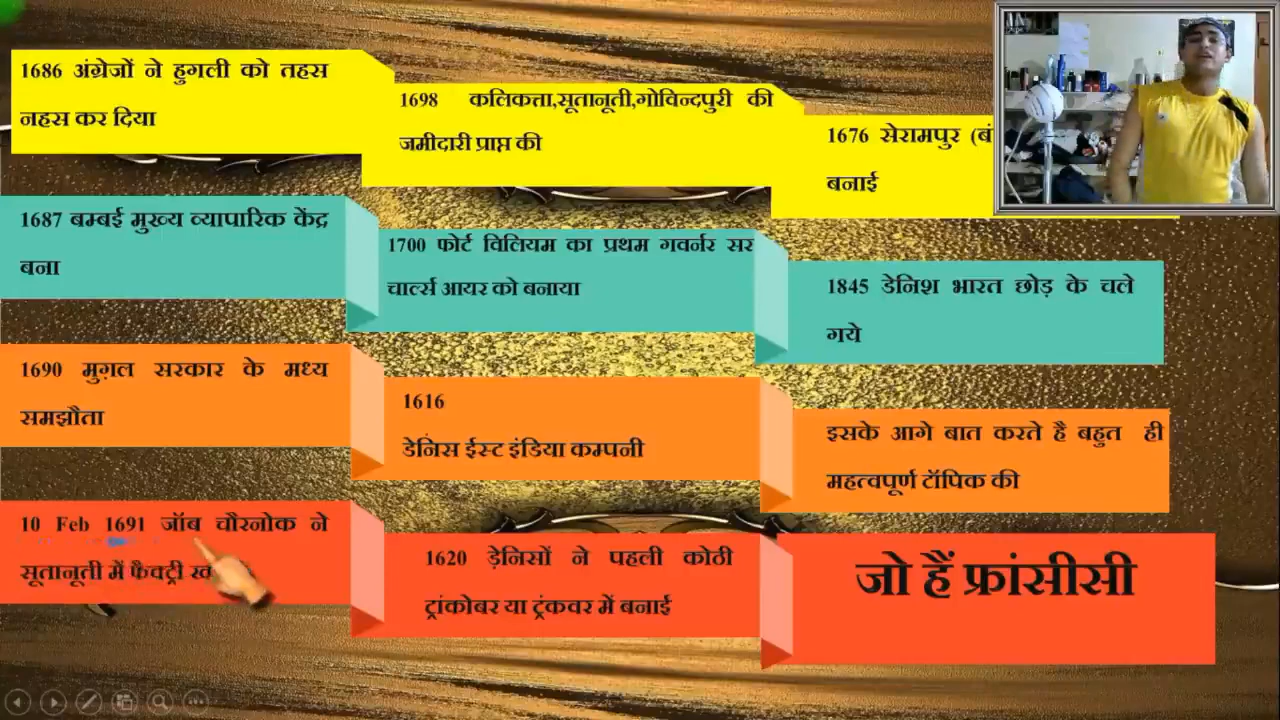 1686 अंग्रेजों ने हुगली को तहस
नहस कर दिया
1687 बम्बई मुख्य व्यापारिक केंद्र
बना
1690 मुग़ल सरकार के मध्य
समझौता
10 Feb 1691 जॉब चौरनोक ने
सूतानूती में फैक्ट्री
1698 कलिकत्ता,सूतानूती,गोविन्दपुरी की
जमीदारी प्राप्त की
1700 फोर्ट विलियम का प्रथम गवर्नर सर
चार्ल्स आयर को बनाया
1616
डेनिस ईस्ट इंडिया कम्पनी
1620 ड़ेनिसों ने पहली कोठी
ट्रांकोबर या ट्रंकवर में बनाई
1676 सेरामपुर
बनाई
1845 डेनिश भारत छोड़ के चले
गये
इसके आगे बात करते है बहुत ही
महत्वपूर्ण टॉपिक की
जो हैं फ्रांसीसी